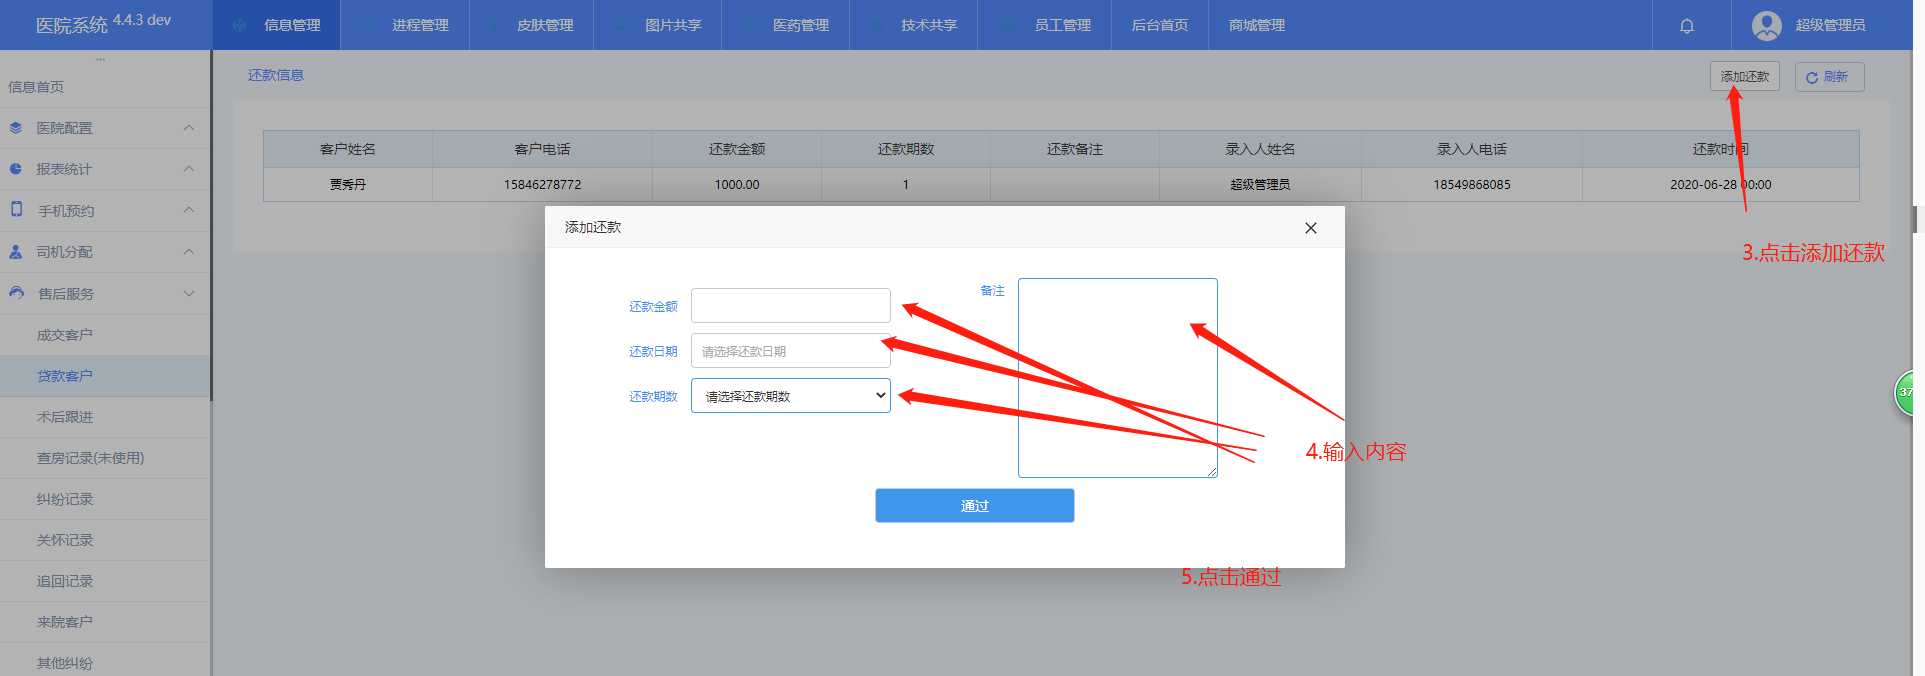 医院系统 4.4.3 dev
信息管理
进程管理
皮肤管理
图片共享
医药管理
技术共享
员工管理
后台首页
商城管理
超级管理员
...
信息首页
医院配置
报表统计
手机预约
司机分配
售后服务
成交客户
贷款客户
术后跟进
查房记录(未使用)
纠纷记录
关怀记录
追回记录
来院客户
其他纠纷
还款信息
添加还款
刷新
客户姓名 客户电话 还款金额 还款期数 还款备注 录入人姓名 录入人电话 还款时间
贾秀丹 15846278772 1000.00 1 超级管理员 18549868085 2020-06-28 00:00
3.点击添加还款
添加还款
还款金额
还款日期 请选择还款日期
还款期数 请选择还款期数
备注
4.输入内容
通过
5.点击通过
37